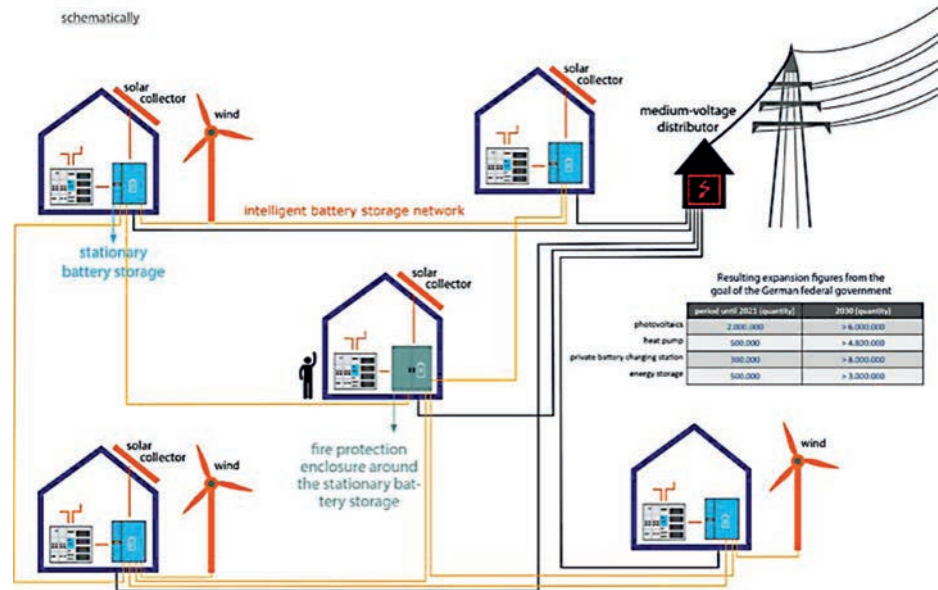 schematically
solar
collector
wind
solar
collector
medium-voltage
distributor
intelligent battery storage network
stationary
battery storage
solar
collector
Resulting expansion figures from the
goal of the German federal government
period until 2021 (quantity) 2030 (quantity)
photovoltaics 2.000.000 > 6.000.000
heat pump 500.000 > 4.800.000
private battery charging station 300.000 > 8.000.000
energy storage 500.000 > 3.000.000
fire protection
enclosure around
the stationary bat-
tery storage
solar
collector
wind
wind